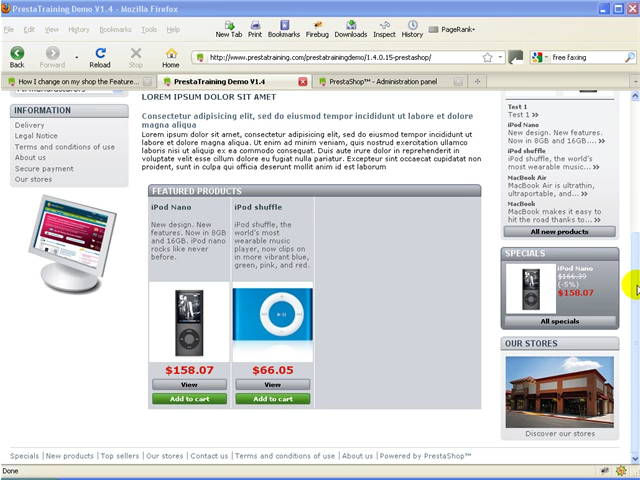 PrestaTraining Demo V1.4 - Mozilla Firefox
File Edit View History Bookmarks Tools Help
New Tab Print Bookmarks Firebug Downloads Inspect History PageRank
Back Forward Reload Stop Home http://www.prestatraining.com/prestatrainingdemo/1.4.0.15-prestashop/ free faxing
How I change on my shop the Feature... PrestaTraining Demo V1.4 PrestaShop™ - Administration panel
INFORMATION
Delivery
Legal Notice
Terms and conditions of use
About us
Secure payment
Our stores
LOREM IPSUM DOLOR SIT AMET
Consectetur adipisicing elit, sed do eiusmod tempor incididunt ut labore et dolore
magna aliqua
Lorem ipsum dolor sit amet, consectetur adipisicing elit, sed do eiusmod tempor incididunt ut
labore et dolore magna aliqua. Ut enim ad minim veniam, quis nostrud exercitation ullamco
laboris nisi ut aliquip ex ea commodo consequat. Duis aute irure dolor in reprehenderit in
voluptate velit esse cillum dolore eu fugiat nulla pariatur. Excepteur sint occaecat cupidatat non
proident, sunt in culpa qui officia deserunt mollit anim id est laborum
FEATURED PRODUCTS
iPod Nano
New design. New
features. Now in 8GB
and 16GB. iPod nano
rocks like never
before.
$158.07
View
Add to cart
iPod shuffle
iPod shuffle, the
world's most
wearable music
player, now clips on
in more vibrant blue,
green, pink, and red.
$66.05
View
Add to cart
Test 1
Test 1
iPod Nano
New design. New
features. Now in 8GB
and 16GB....
iPod shuffle
iPod shuffle, the world's
most wearable music...
MacBook Air
MacBook Air is ultrathin,
ultraportable, and...
MacBook
MacBook makes it easy to
hit the road thanks to...
All new products
SPECIALS
iPod Nano
$166.39
(-5%)
$158.07
All specials
OUR STORES
Discover our stores
Specials | New products | Top sellers | Our stores | Contact us | Terms and conditions of use | About us | Powered by PrestaShop™
Done